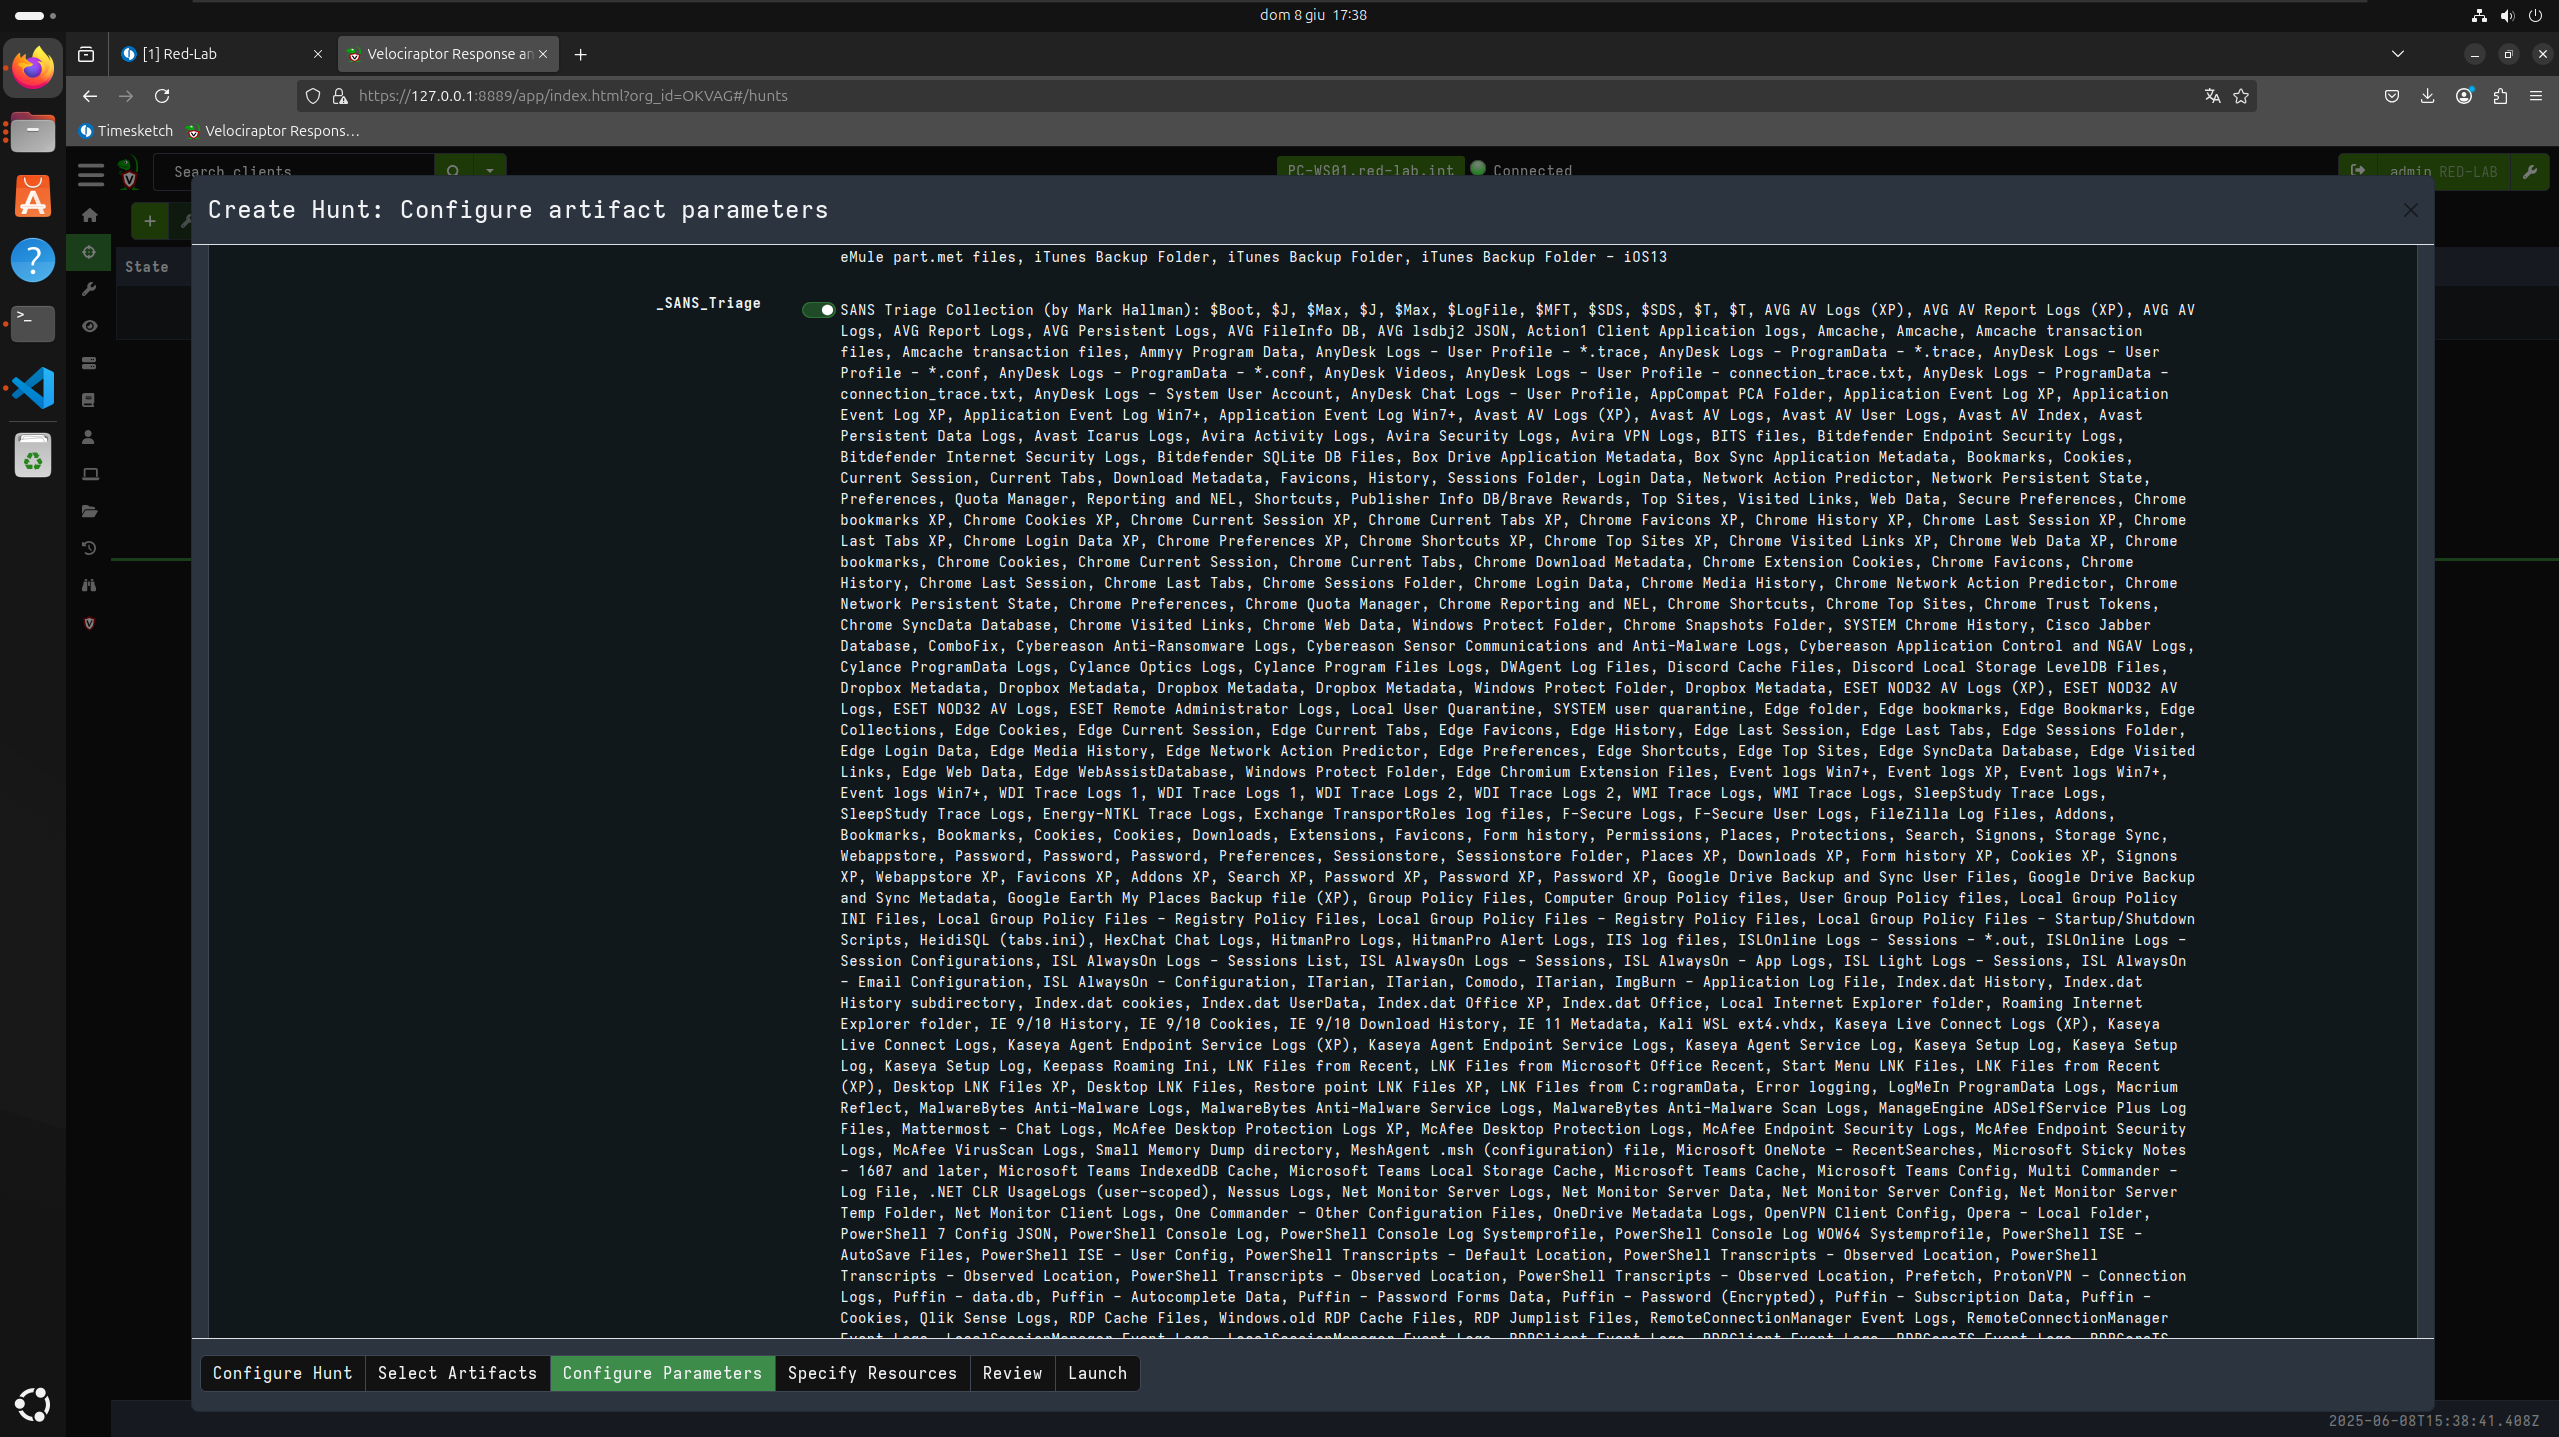 dom 8 giu 17:38
[1] Red-Lab
Velociraptor Response an
https://127.0.0.1:8889/app/index.html?org_id=OKVAG#/hunts
Timesketch
Velociraptor Respons…
Search clients
PC-WS01.red-lab.int
Connected
admin RED-LAB
Create Hunt: Configure artifact parameters
State
eMule part.met files, iTunes Backup Folder, iTunes Backup Folder, iTunes Backup Folder - iOS13
_SANS_Triage
SANS Triage Collection (by Mark Hallman): $Boot, $J, $Max, $J, $Max, $LogFile, $MFT, $SDS, $SDS, $T, $T, AVG AV Logs (XP), AVG AV Report Logs (XP), AVG AV
Logs, AVG Report Logs, AVG Persistent Logs, AVG FileInfo DB, AVG lsdbj2 JSON, Action1 Client Application logs, Amcache, Amcache, Amcache transaction
files, Amcache transaction files, Ammyy Program Data, AnyDesk Logs - User Profile - *.trace, AnyDesk Logs - ProgramData - *.trace, AnyDesk Logs - User
Profile - *.conf, AnyDesk Logs - ProgramData - *.conf, AnyDesk Videos, AnyDesk Logs - User Profile - connection_trace.txt, AnyDesk Logs - ProgramData -
connection_trace.txt, AnyDesk Logs - System User Account, AnyDesk Chat Logs - User Profile, AppCompat PCA Folder, Application Event Log XP, Application
Event Log XP, Application Event Log Win7+, Application Event Log Win7+, Avast AV Logs (XP), Avast AV Logs, Avast AV User Logs, Avast AV Index, Avast
Persistent Data Logs, Avast Icarus Logs, Avira Activity Logs, Avira Security Logs, Avira VPN Logs, BITS files, Bitdefender Endpoint Security Logs,
Bitdefender Internet Security Logs, Bitdefender SQLite DB Files, Box Drive Application Metadata, Box Sync Application Metadata, Bookmarks, Cookies,
Current Session, Current Tabs, Download Metadata, Favicons, History, Sessions Folder, Login Data, Network Action Predictor, Network Persistent State,
Preferences, Quota Manager, Reporting and NEL, Shortcuts, Publisher Info DB/Brave Rewards, Top Sites, Visited Links, Web Data, Secure Preferences, Chrome
bookmarks XP, Chrome Cookies XP, Chrome Current Session XP, Chrome Current Tabs XP, Chrome Favicons XP, Chrome History XP, Chrome Last Session XP, Chrome
Last Tabs XP, Chrome Login Data XP, Chrome Preferences XP, Chrome Shortcuts XP, Chrome Top Sites XP, Chrome Visited Links XP, Chrome Web Data XP, Chrome
bookmarks, Chrome Cookies, Chrome Current Session, Chrome Current Tabs, Chrome Download Metadata, Chrome Extension Cookies, Chrome Favicons, Chrome
History, Chrome Last Session, Chrome Last Tabs, Chrome Sessions Folder, Chrome Login Data, Chrome Media History, Chrome Network Action Predictor, Chrome
Network Persistent State, Chrome Preferences, Chrome Quota Manager, Chrome Reporting and NEL, Chrome Shortcuts, Chrome Top Sites, Chrome Trust Tokens,
Chrome SyncData Database, Chrome Visited Links, Chrome Web Data, Windows Protect Folder, Chrome Snapshots Folder, SYSTEM Chrome History, Cisco Jabber
Database, ComboFix, Cybereason Anti-Ransomware Logs, Cybereason Sensor Communications and Anti-Malware Logs, Cybereason Application Control and NGAV Logs,
Cylance ProgramData Logs, Cylance Optics Logs, Cylance Program Files Logs, DWAgent Log Files, Discord Cache Files, Discord Local Storage LevelDB Files,
Dropbox Metadata, Dropbox Metadata, Dropbox Metadata, Dropbox Metadata, Windows Protect Folder, Dropbox Metadata, ESET NOD32 AV Logs (XP), ESET NOD32 AV
Logs, ESET NOD32 AV Logs, ESET Remote Administrator Logs, Local User Quarantine, SYSTEM user quarantine, Edge folder, Edge bookmarks, Edge Bookmarks, Edge
Collections, Edge Cookies, Edge Current Session, Edge Current Tabs, Edge Favicons, Edge History, Edge Last Session, Edge Last Tabs, Edge Sessions Folder,
Edge Login Data, Edge Media History, Edge Network Action Predictor, Edge Preferences, Edge Shortcuts, Edge Top Sites, Edge SyncData Database, Edge Visited
Links, Edge Web Data, Edge WebAssistDatabase, Windows Protect Folder, Edge Chromium Extension Files, Event logs Win7+, Event logs XP, Event logs Win7+,
Event logs Win7+, WDI Trace Logs 1, WDI Trace Logs 1, WDI Trace Logs 2, WDI Trace Logs 2, WMI Trace Logs, WMI Trace Logs, SleepStudy Trace Logs,
SleepStudy Trace Logs, Energy-NTKL Trace Logs, Exchange TransportRoles log files, F-Secure Logs, F-Secure User Logs, FileZilla Log Files, Addons,
Bookmarks, Bookmarks, Cookies, Cookies, Downloads, Extensions, Favicons, Form history, Permissions, Places, Protections, Search, Signons, Storage Sync,
Webappstore, Password, Password, Password, Preferences, Sessionstore, Sessionstore Folder, Places XP, Downloads XP, Form history XP, Cookies XP, Signons
XP, Webappstore XP, Favicons XP, Addons XP, Search XP, Password XP, Password XP, Password XP, Google Drive Backup and Sync User Files, Google Drive Backup
and Sync Metadata, Google Earth My Places Backup file (XP), Group Policy Files, Computer Group Policy files, User Group Policy files, Local Group Policy
INI Files, Local Group Policy Files - Registry Policy Files, Local Group Policy Files - Registry Policy Files, Local Group Policy Files - Startup/Shutdown
Scripts, HeidiSQL (tabs.ini), HexChat Chat Logs, HitmanPro Logs, HitmanPro Alert Logs, IIS log files, ISLOnline Logs - Sessions - *.out, ISLOnline Logs -
Session Configurations, ISL AlwaysOn Logs - Sessions List, ISL AlwaysOn Logs - Sessions, ISL AlwaysOn - App Logs, ISL Light Logs - Sessions, ISL AlwaysOn
- Email Configuration, ISL AlwaysOn - Configuration, ITarian, ITarian, Comodo, ITarian, ImgBurn - Application Log File, Index.dat History, Index.dat
History subdirectory, Index.dat cookies, Index.dat UserData, Index.dat Office XP, Index.dat Office, Local Internet Explorer folder, Roaming Internet
Explorer folder, IE 9/10 History, IE 9/10 Cookies, IE 9/10 Download History, IE 11 Metadata, Kali WSL ext4.vhdx, Kaseya Live Connect Logs (XP), Kaseya
Live Connect Logs, Kaseya Agent Endpoint Service Logs (XP), Kaseya Agent Endpoint Service Logs, Kaseya Agent Service Log, Kaseya Setup Log, Kaseya Setup
Log, Kaseya Setup Log, Keepass Roaming Ini, LNK Files from Recent, LNK Files from Microsoft Office Recent, Start Menu LNK Files, LNK Files from Recent
(XP), Desktop LNK Files XP, Desktop LNK Files, Restore point LNK Files XP, LNK Files from C:rogramData, Error logging, LogMeIn ProgramData Logs, Macrium
Reflect, MalwareBytes Anti-Malware Logs, MalwareBytes Anti-Malware Service Logs, MalwareBytes Anti-Malware Scan Logs, ManageEngine ADSelfService Plus Log
Files, Mattermost - Chat Logs, McAfee Desktop Protection Logs XP, McAfee Desktop Protection Logs, McAfee Endpoint Security Logs, McAfee Endpoint Security
Logs, McAfee VirusScan Logs, Small Memory Dump directory, MeshAgent .msh (configuration) file, Microsoft OneNote - RecentSearches, Microsoft Sticky Notes
- 1607 and later, Microsoft Teams IndexedDB Cache, Microsoft Teams Local Storage Cache, Microsoft Teams Cache, Microsoft Teams Config, Multi Commander -
Log File, .NET CLR UsageLogs (user-scoped), Nessus Logs, Net Monitor Server Logs, Net Monitor Server Data, Net Monitor Server Config, Net Monitor Server
Temp Folder, Net Monitor Client Logs, One Commander - Other Configuration Files, OneDrive Metadata Logs, OpenVPN Client Config, Opera - Local Folder,
PowerShell 7 Config JSON, PowerShell Console Log, PowerShell Console Log Systemprofile, PowerShell Console Log WOW64 Systemprofile, PowerShell ISE -
AutoSave Files, PowerShell ISE - User Config, PowerShell Transcripts - Default Location, PowerShell Transcripts - Observed Location, PowerShell
Transcripts - Observed Location, PowerShell Transcripts - Observed Location, PowerShell Transcripts - Observed Location, Prefetch, ProtonVPN - Connection
Logs, Puffin - data.db, Puffin - Autocomplete Data, Puffin - Password Forms Data, Puffin - Password (Encrypted), Puffin - Subscription Data, Puffin -
Cookies, Qlik Sense Logs, RDP Cache Files, Windows.old RDP Cache Files, RDP Jumplist Files, RemoteConnectionManager Event Logs, RemoteConnectionManager
Event Logs, LocalSessionManager Event Logs, LocalSessionManager Event Logs, RDPClient Event Logs, RDPClient Event Logs, RDPCoreTS Event Logs, RDPCoreTS
Configure Hunt
Select Artifacts
Configure Parameters
Specify Resources
Review
Launch
2025-06-08T15:38:41.408Z